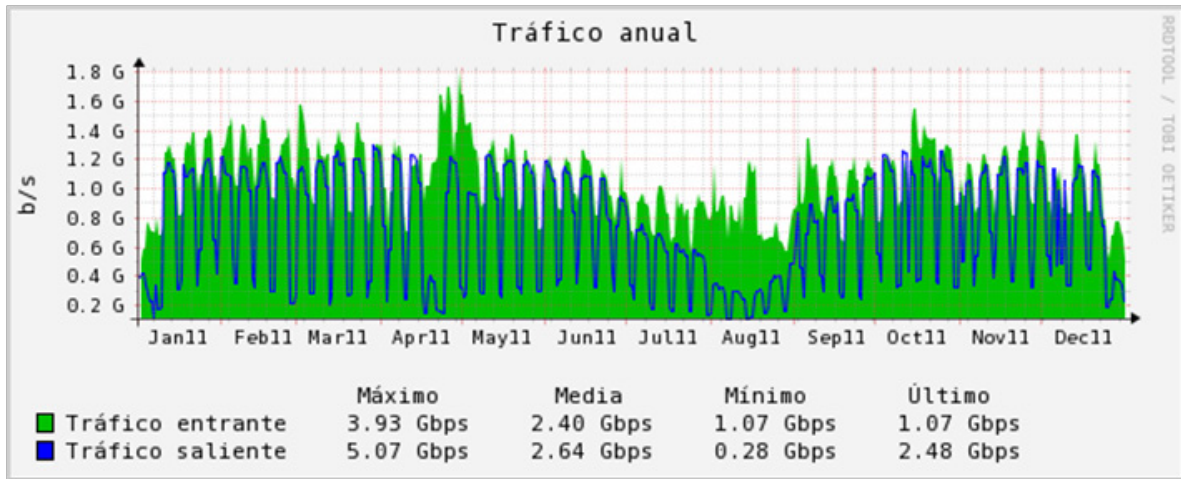 Tráfico anual
RRDTOOL / TOBI OETIKER
b/s
1.8 G
1.6 G
1.4 G
1.2 G
1.0 G
0.8 G
0.6 G
0.4 G
0.2 G
Jan11 Feb11 Mar11 Apr11 May11 Jun11 Jul11 Aug11 Sep11 Oct11 Nov11 Dec11
Máximo Media Mínimo Último
Tráfico entrante 3.93 Gbps 2.40 Gbps 1.07 Gbps 1.07 Gbps
Tráfico saliente 5.07 Gbps 2.64 Gbps 0.28 Gbps 2.48 Gbps